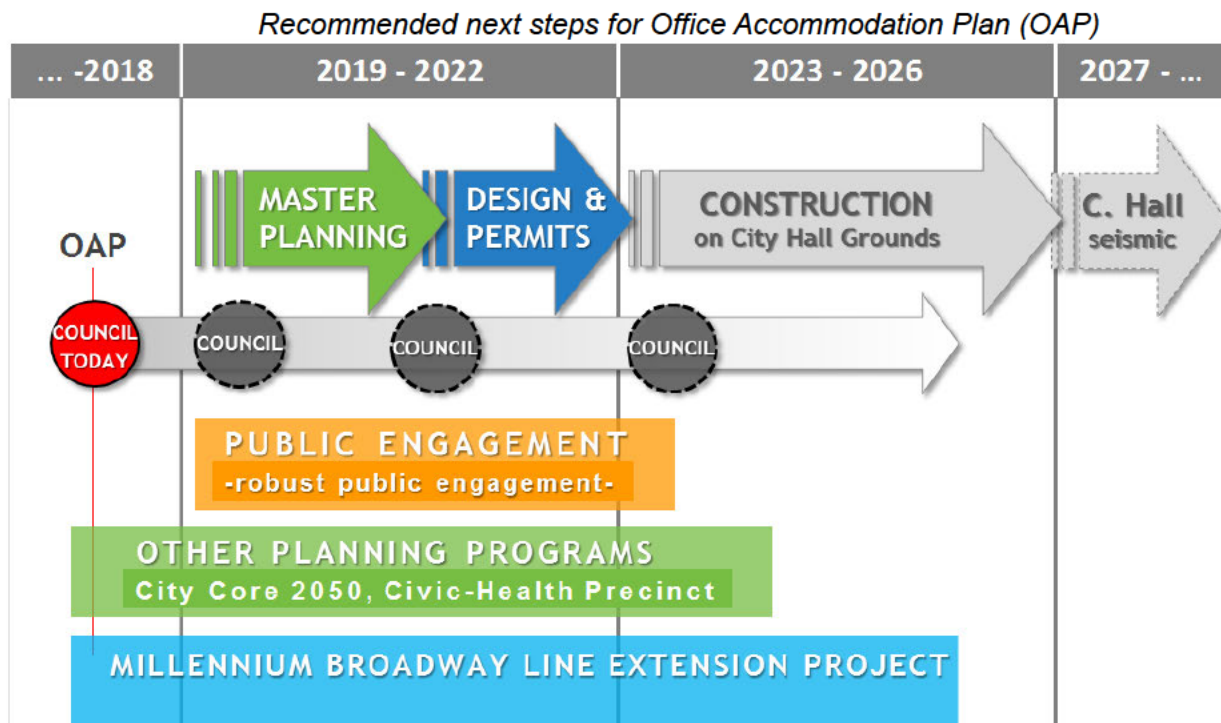 Recommended next steps for Office Accommodation Plan (OAP)
... -2018
2019 - 2022
2023 - 2026
2027 - ...
OAP
MASTER
PLANNING
DESIGN &
PERMITS
CONSTRUCTION
on City Hall Grounds
C. Hall
seismic
COUNCIL
TODAY
COUNCIL
COUNCIL
COUNCIL
PUBLIC ENGAGEMENT
-robust public engagement-
OTHER PLANNING PROGRAMS
City Core 2050, Civic-Health Precinct
MILLENNIUM BROADWAY LINE EXTENSION PROJECT